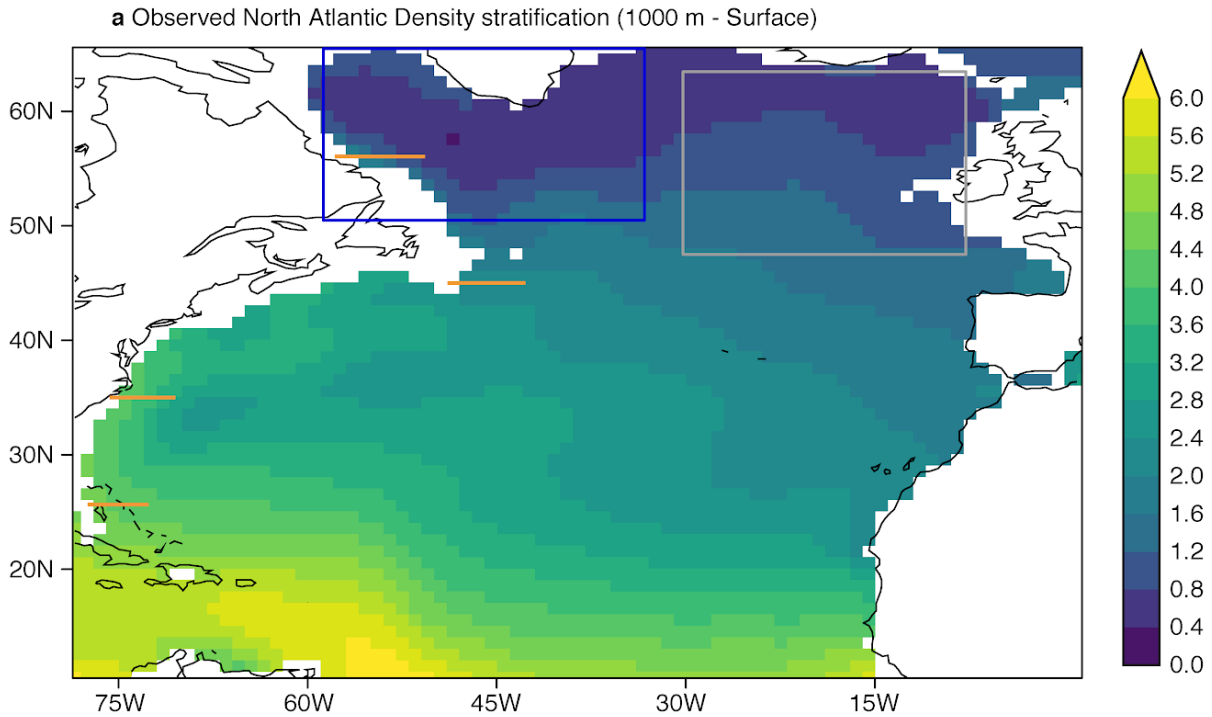 a Observed North Atlantic Density stratification (1000 m - Surface)
60N
50N
40N
30N
20N
75W
60W
45W
30W
15W
6.0
5.6
5.2
4.8
4.4
4.0
3.6
3.2
2.8
2.4
2.0
1.6
1.2
0.8
0.4
0.0